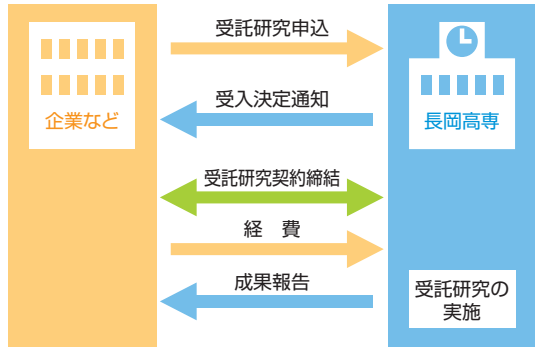 受託研究申込
受入決定通知
企業など
長岡高専
受託研究契約締結
経　費
成果報告
受託研究の
実施